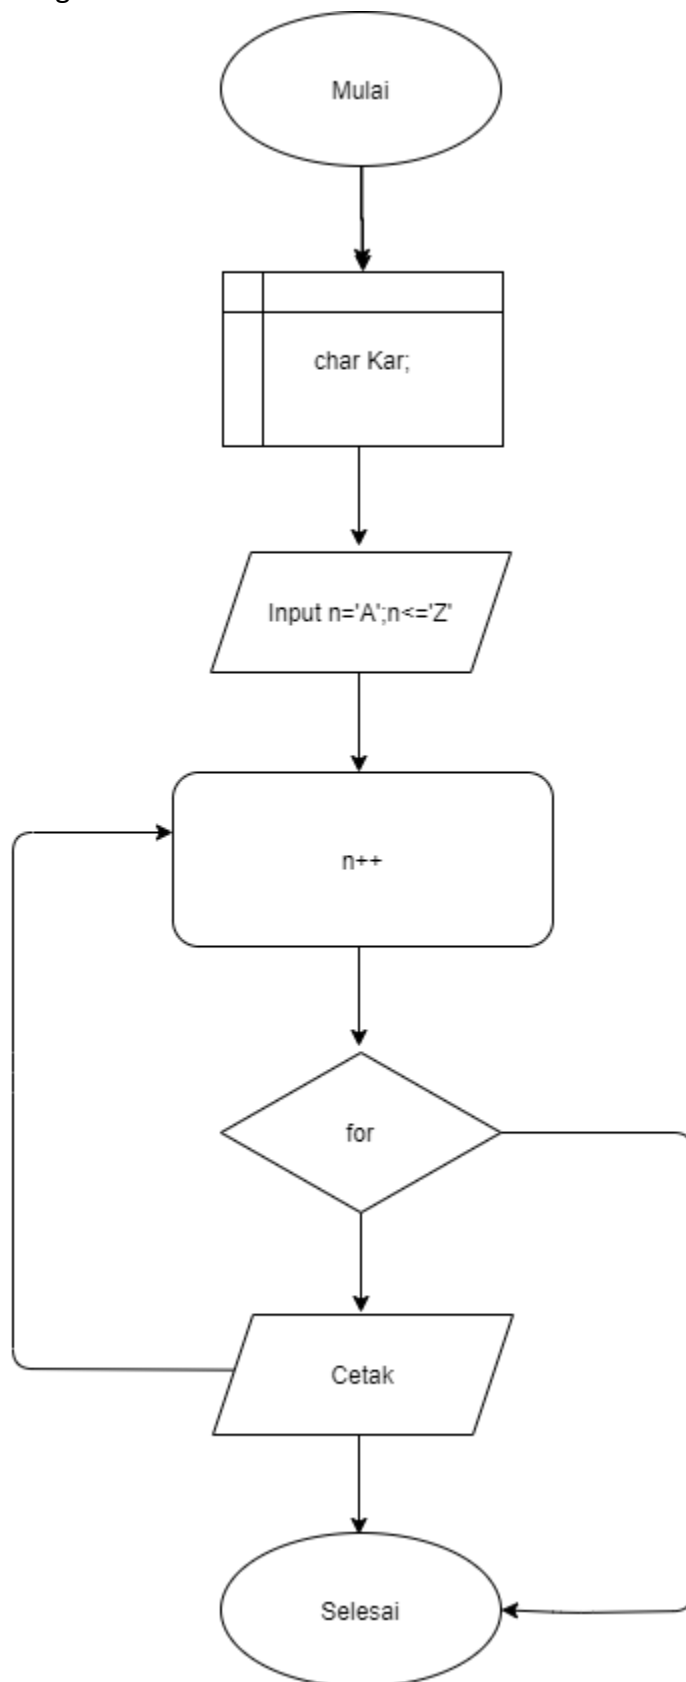 Mulai
char Kar;
Input n='A';n<='Z'
n++
for
Cetak
Selesai